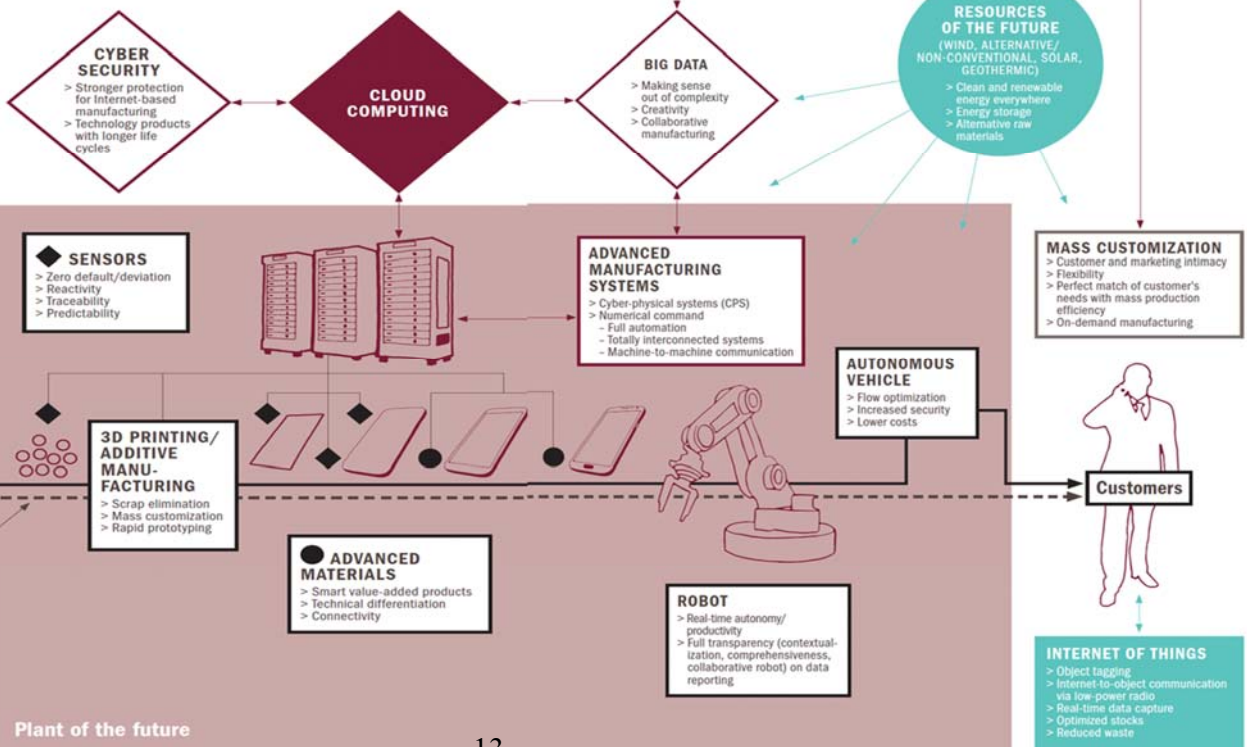 CYBER
SECURITY
> Stronger protection
for Internet-based
manufacturing
> Technology products
with longer life
cycles
CLOUD
COMPUTING
BIG DATA
> Making sense
out of complexity
> Creativity
> Collaborative
manufacturing
RESOURCES
OF THE FUTURE
(WIND, ALTERNATIVE/
NON-CONVENTIONAL, SOLAR,
GEOTHERMIC)
> Clean and renewable
energy everywhere
> Energy storage
> Alternative raw
materials
SENSORS
> Zero default/deviation
> Reactivity
> Traceability
> Predictability
ADVANCED
MANUFACTURING
SYSTEMS
> Cyber-physical systems (CPS)
> Numerical command
– Full automation
– Totally interconnected systems
– Machine-to-machine communication
MASS CUSTOMIZATION
> Customer and marketing intimacy
> Flexibility
> Perfect match of customer's
needs with mass production
efficiency
> On-demand manufacturing
AUTONOMOUS
VEHICLE
> Flow optimization
> Increased security
> Lower costs
3D PRINTING/
ADDITIVE
MANU-
FACTURING
> Scrap elimination
> Mass customization
> Rapid prototyping
Customers
ADVANCED
MATERIALS
> Smart value-added products
> Technical differentiation
> Connectivity
ROBOT
> Real-time autonomy/
productivity
> Full transparency (contextual-
ization, comprehensiveness,
collaborative robot) on data
reporting
INTERNET OF THINGS
> Object tagging
> Internet-to-object communication
via low-power radio
> Real-time data capture
> Optimized stocks
> Reduced waste
Plant of the future